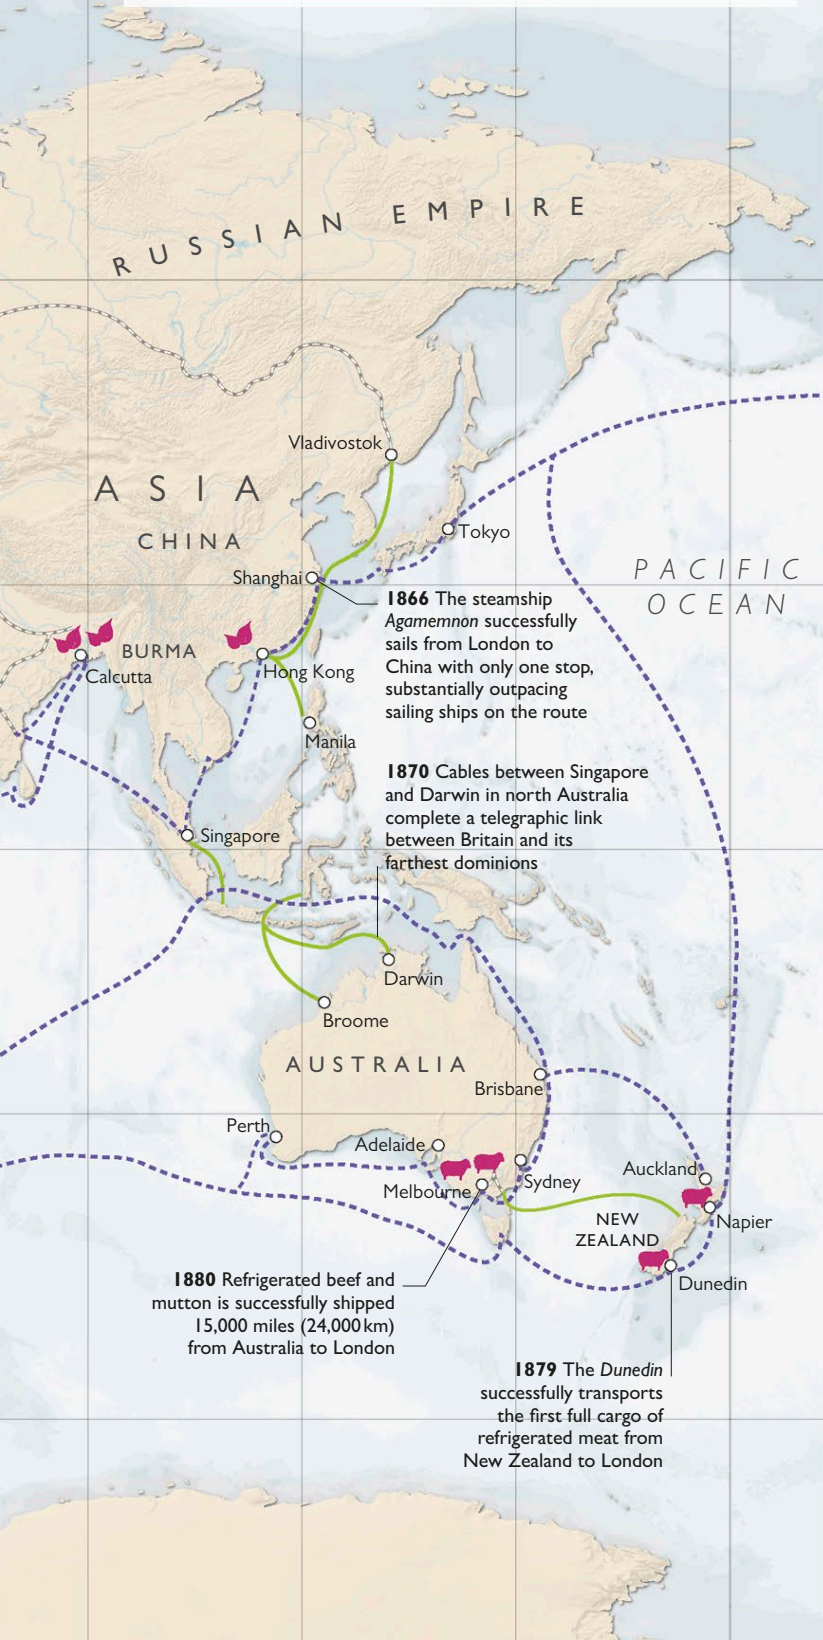 RUSSIAN EMPIRE
Vladivostok
ASIA
CHINA
Tokyo
PACIFIC
OCEAN
Shanghai
1866 The steamship
Agamemnon successfully
sails from London to
China with only one stop,
substantially outpacing
sailing ships on the route
BURMA
Calcutta
Hong Kong
Manila
1870 Cables between Singapore
and Darwin in north Australia
complete a telegraphic link
between Britain and its
farthest dominions
Singapore
Darwin
Broome
AUSTRALIA
Brisbane
Perth
Adelaide
Sydney
Melbourne
Auckland
NEW
ZEALAND
Napier
Dunedin
1880 Refrigerated beef and
mutton is successfully shipped
15,000 miles (24,000km)
from Australia to London
1879 The Dunedin
successfully transports
the first full cargo of
refrigerated meat from
New Zealand to London